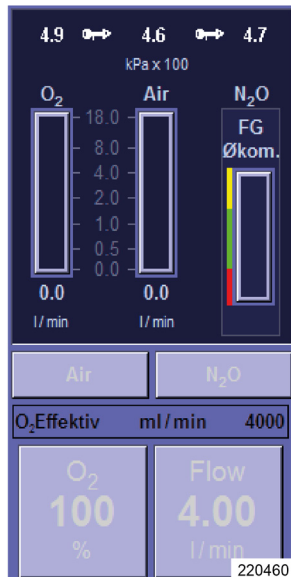 4.9 4.6 4.7
kPa x 100
O₂ Air N₂O
18.0
8.0
4.0
2.0
1.0
0.5
0.0
FG
Økom.
0.0 0.0
l/min l/min
Air N₂O
O₂Effektiv ml/min 4000
O₂ Flow
100 4.00
% l/min
220460